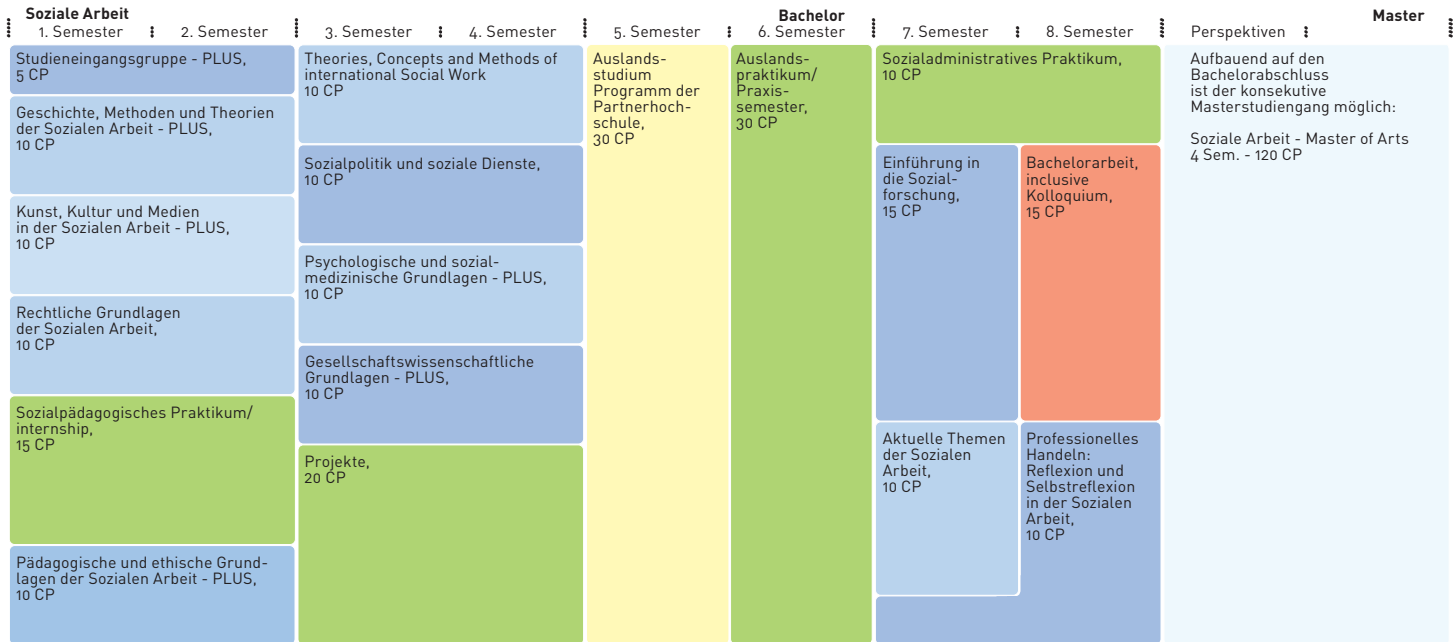 Soziale Arbeit
Bachelor
Master
1. Semester
2. Semester
3. Semester
4. Semester
5. Semester
6. Semester
7. Semester
8. Semester
Perspektiven
Studieneingangsgruppe - PLUS,
5 CP
Geschichte, Methoden und Theorien
der Sozialen Arbeit - PLUS,
10 CP
Kunst, Kultur und Medien
in der Sozialen Arbeit - PLUS,
10 CP
Rechtliche Grundlagen
der Sozialen Arbeit,
10 CP
Sozialpädagogisches Praktikum/
internship,
15 CP
Pädagogische und ethische Grund-
lagen der Sozialen Arbeit - PLUS,
10 CP
Theories, Concepts and Methods of
international Social Work
10 CP
Sozialpolitik und soziale Dienste,
10 CP
Psychologische und sozial-
medizinische Grundlagen - PLUS,
10 CP
Gesellschaftswissenschaftliche
Grundlagen - PLUS,
10 CP
Projekte,
20 CP
Auslands-
studium
Programm der
Partnerhoch-
schule,
30 CP
Auslands-
praktikum/
Praxis-
semester,
30 CP
Sozialadministratives Praktikum,
10 CP
Einführung in
die Sozial-
forschung,
15 CP
Bachelorarbeit,
inclusive
Kolloquium,
15 CP
Aktuelle Themen
der Sozialen
Arbeit,
10 CP
Professionelles
Handeln:
Reflexion und
Selbstreflexion
in der Sozialen
Arbeit,
10 CP
Aufbauend auf den
Bachelorabschluss
ist der konsekutive
Masterstudiengang möglich:
Soziale Arbeit - Master of Arts
4 Sem. - 120 CP